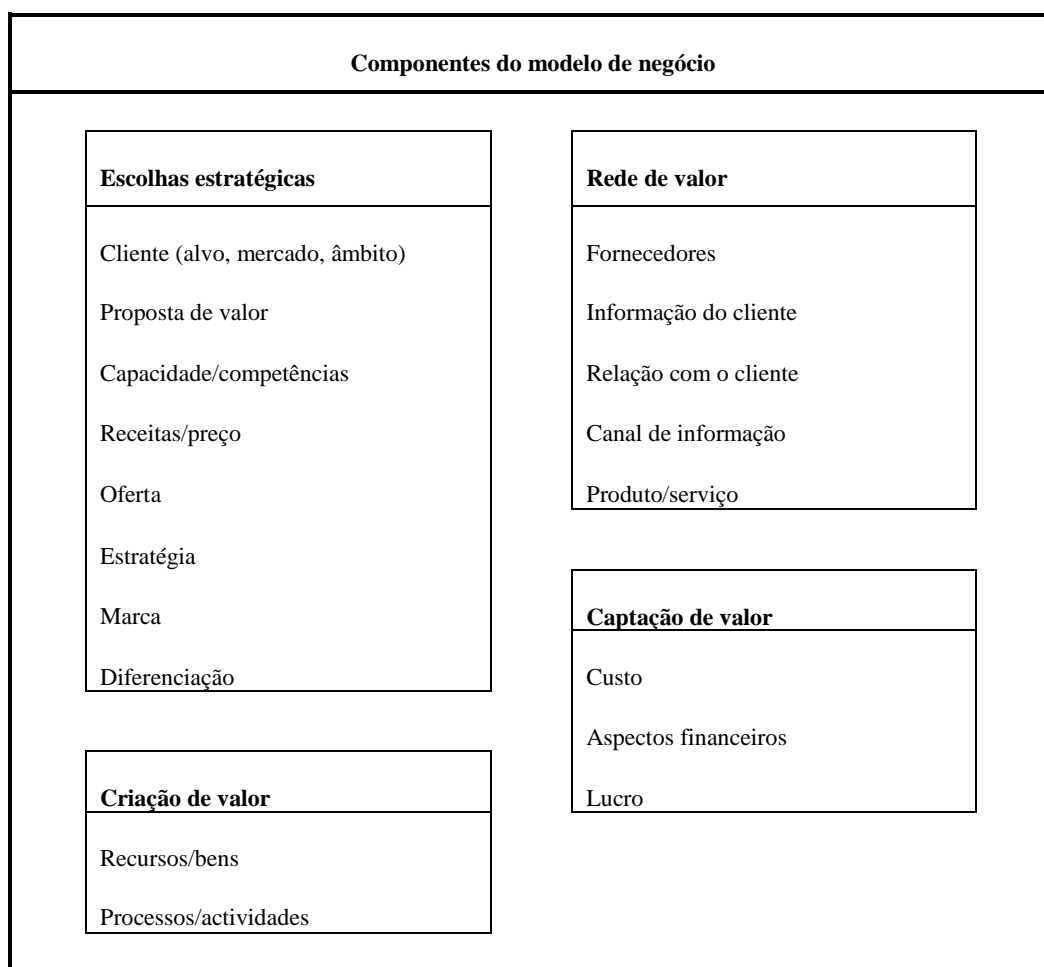 Componentes do modelo de negócio
Escolhas estratégicas
Cliente (alvo, mercado, âmbito)
Proposta de valor
Capacidade/competências
Receitas/preço
Oferta
Estratégia
Marca
Diferenciação
Criação de valor
Recursos/bens
Processos/actividades
Rede de valor
Fornecedores
Informação do cliente
Relação com o cliente
Canal de informação
Produto/serviço
Captação de valor
Custo
Aspectos financeiros
Lucro